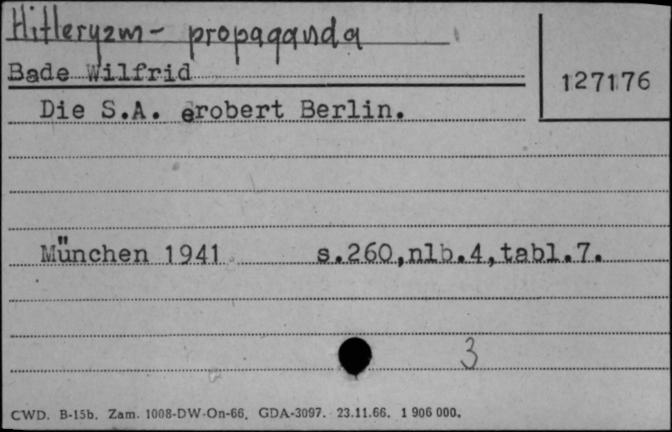 Hitleryzm - propaganda
Bade Wilfrid
127176
Die S.A. erobert Berlin.
München 1941 s.260,nlb.4,tabl.7.
3
CWD. B-15b. Zam. 1008-DW-On-66. GDA-3097. 23.11.66. 1 906 000.